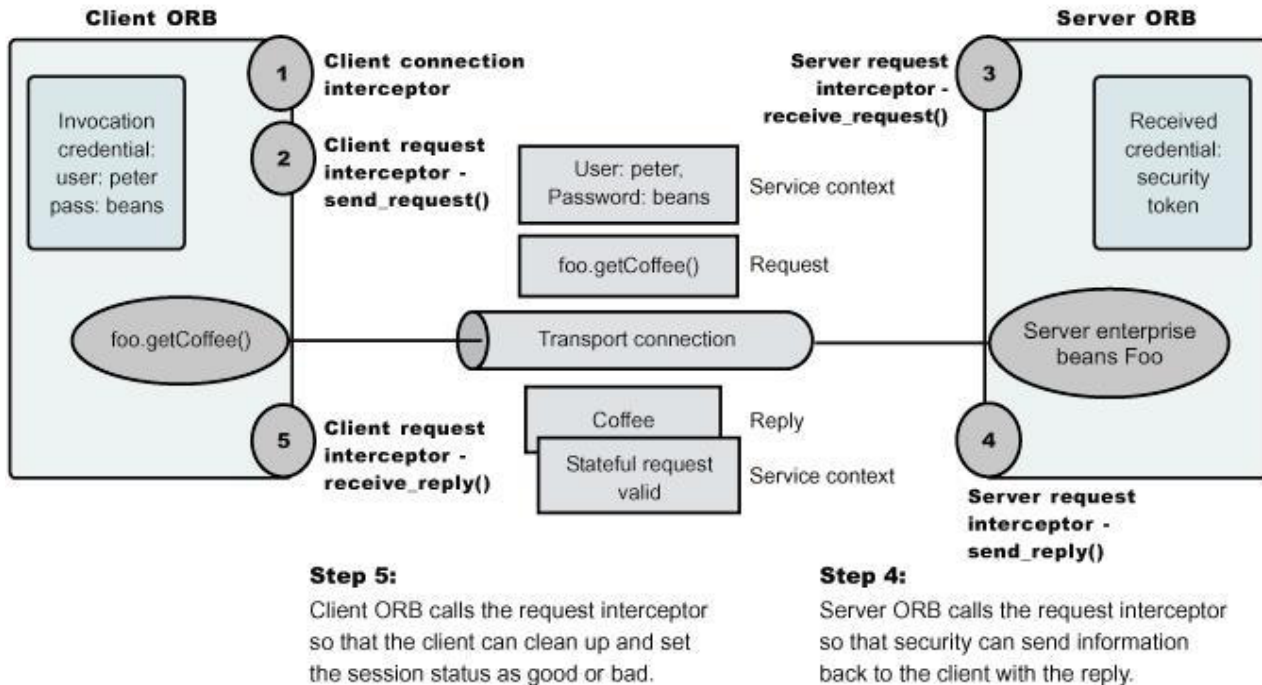 Client ORB
Server ORB
1
Client connection
interceptor
Invocation
credential:
user: peter
pass: beans
2
Client request
interceptor -
send_request()
User: peter,
Password: beans
Service context
foo.getCoffee()
Request
Server request
interceptor -
receive_request()
3
Received
credential:
security
token
foo.getCoffee()
Transport connection
Server enterprise
beans Foo
5
Client request
interceptor -
receive_reply()
Coffee
Reply
Stateful request
valid
Service context
4
Server request
interceptor -
send_reply()
Step 5:
Client ORB calls the request interceptor
so that the client can clean up and set
the session status as good or bad.
Step 4:
Server ORB calls the request interceptor
so that security can send information
back to the client with the reply.